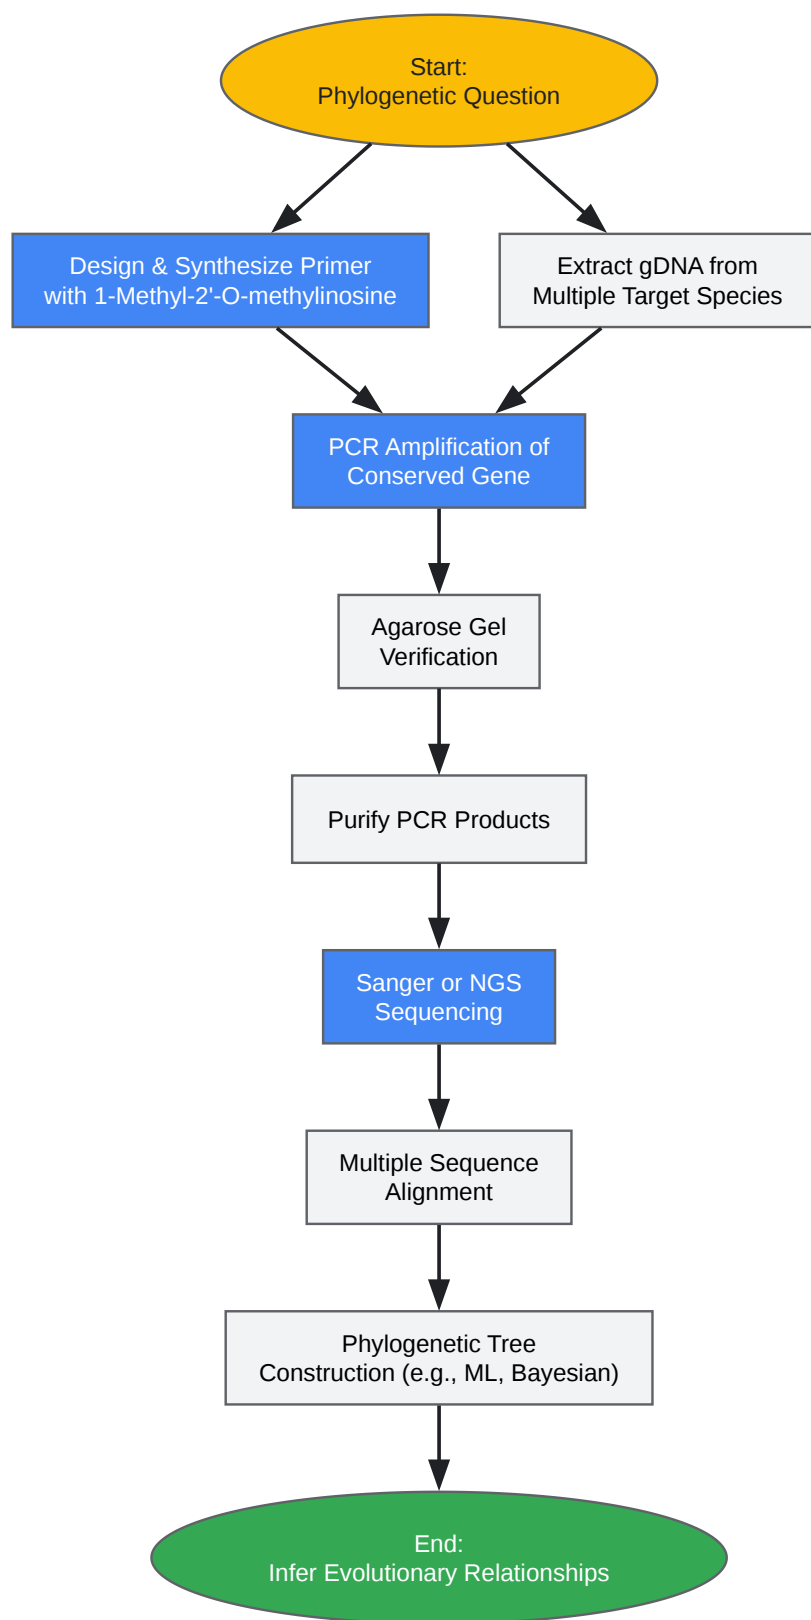 Start:
Phylogenetic Question
Design & Synthesize Primer
with 1-Methyl-2'-O-methylinosine
Extract gDNA from
Multiple Target Species
PCR Amplification of
Conserved Gene
Agarose Gel
Verification
Purify PCR Products
Sanger or NGS
Sequencing
Multiple Sequence
Alignment
Phylogenetic Tree
Construction (e.g., ML, Bayesian)
End:
Infer Evolutionary Relationships